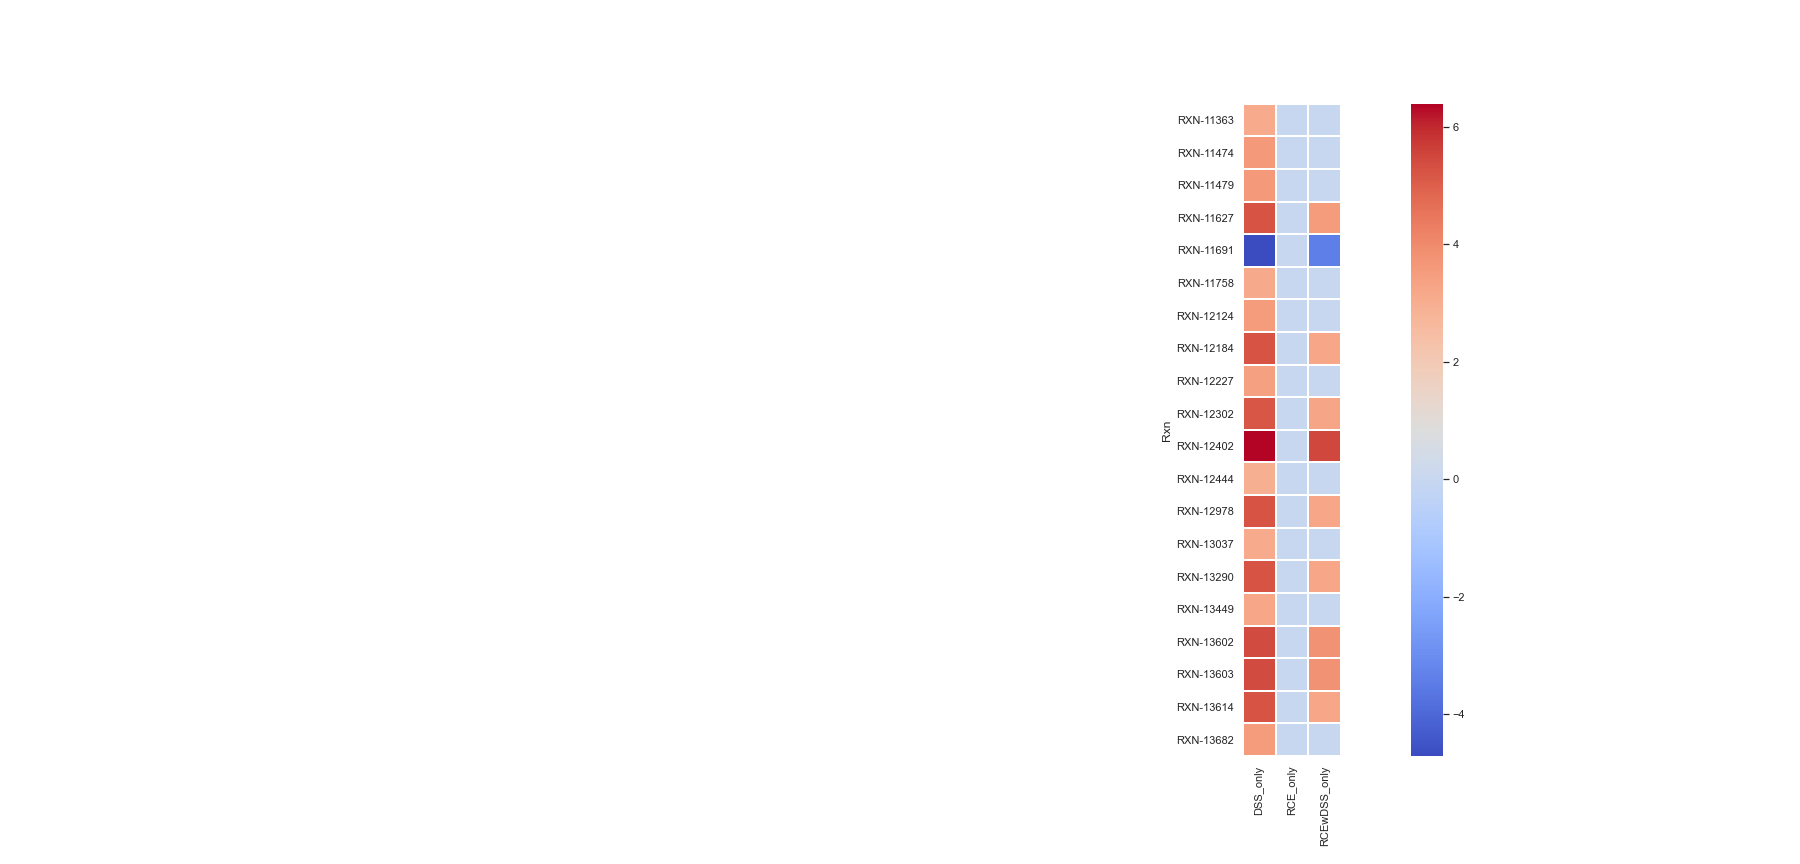 RXN-11363
RXN-11474
RXN-11479
RXN-11627
RXN-11691
RXN-11758
RXN-12124
RXN-12184
RXN-12227
RXN-12302
RXN-12402
RXN-12444
RXN-12978
RXN-13037
RXN-13290
RXN-13449
RXN-13602
RXN-13603
RXN-13614
RXN-13682
Rxn
DSS_only
RCE_only
RCEwDSS_only
6
4
2
0
−2
−4